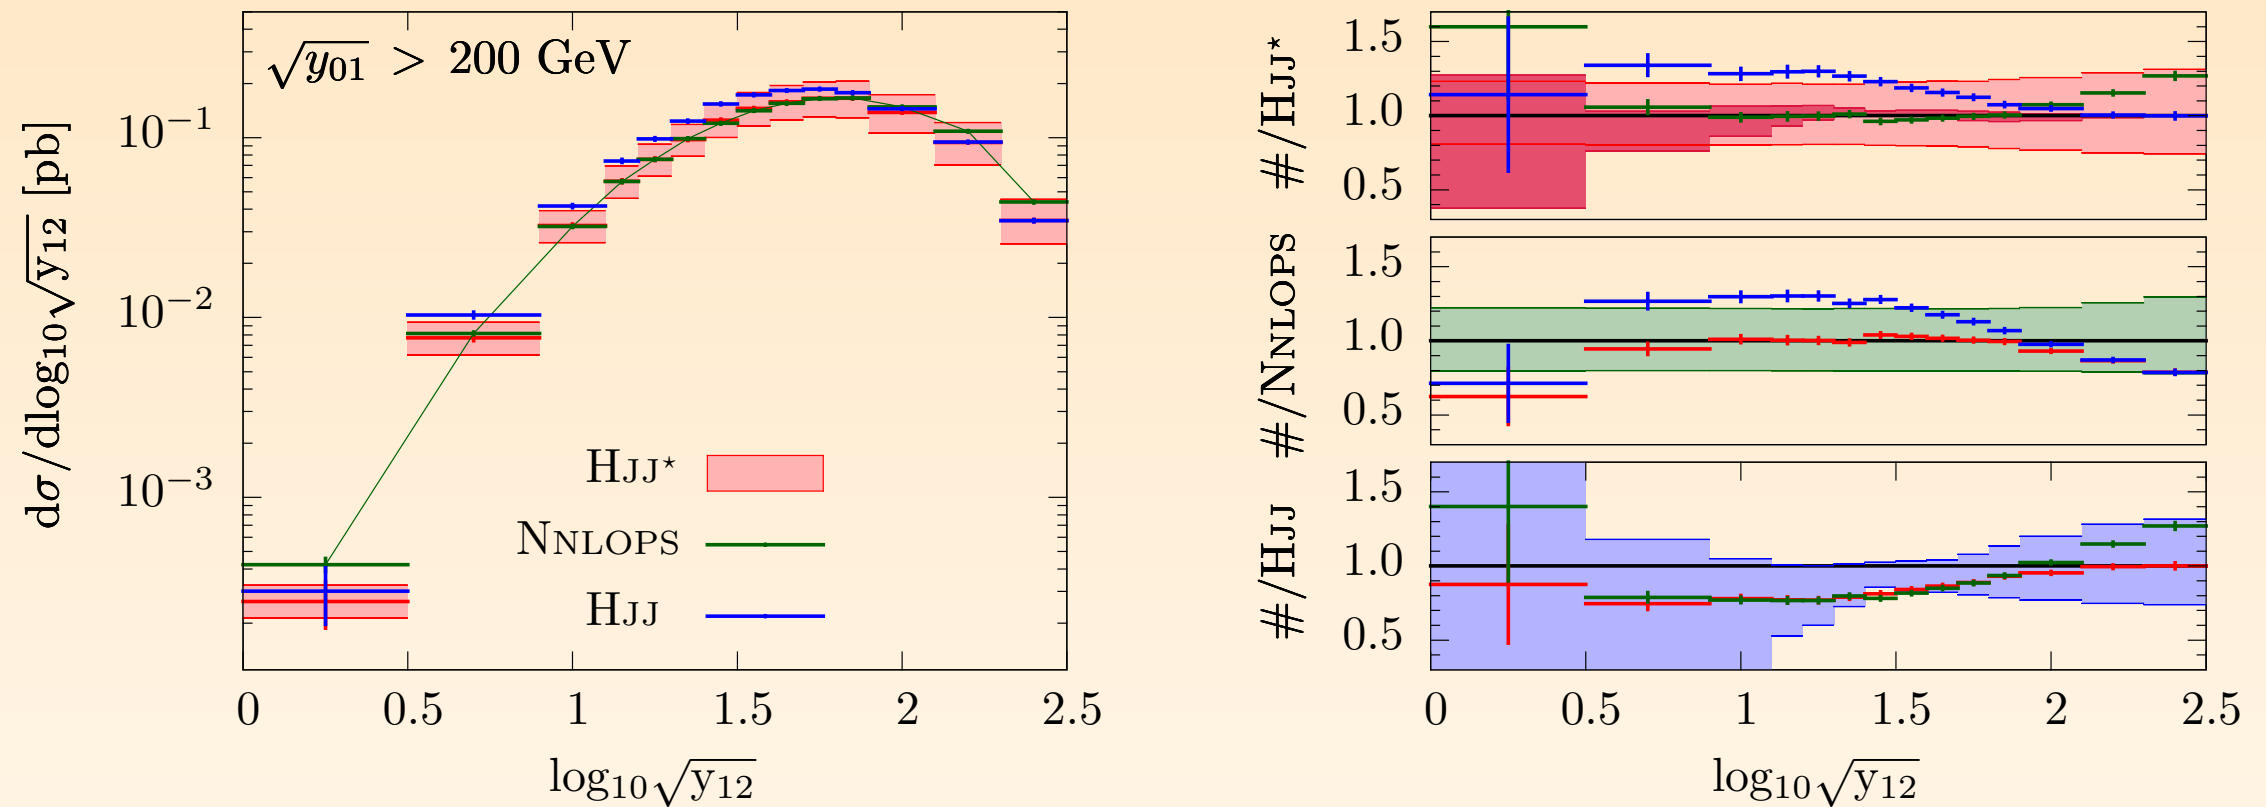 √y₀₁ > 200 GeV
dσ/dlog₁₀√y₁₂ [pb]
10⁻¹
10⁻²
10⁻³
HJJ⋆
NNLOPS
HJJ
0 0.5 1 1.5 2 2.5
log₁₀√y₁₂
#/HJJ⋆
1.5
1.0
0.5
#/NNLOPS
1.5
1.0
0.5
#/HJJ
1.5
1.0
0.5
0 0.5 1 1.5 2 2.5
log₁₀√y₁₂